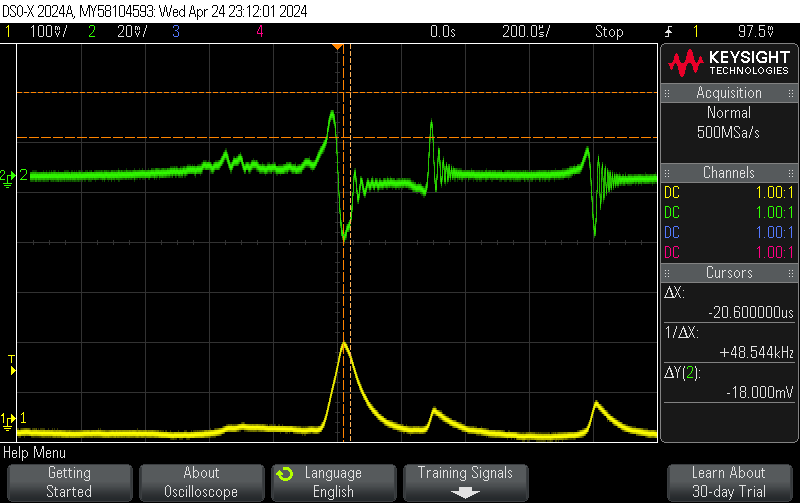 DSO-X 2024A, MY58104593: Wed Apr 24 23:12:01 2024
1 100%/ 2 20%/ 3 4 0.0s 200.0%/ Stop 1 97.5%
KEYSIGHT
TECHNOLOGIES
Acquisition
Normal
500MSa/s
Channels
DC 1.00:1
DC 1.00:1
DC 1.00:1
DC 1.00:1
Cursors
ΔX:
-20.600000us
1/ΔX:
+48.544kHz
ΔY(2):
-18.000mV
2 2
T
1 1
Help Menu
Getting
Started
About
Oscilloscope
Language
English
Training Signals
Learn About
30-day Trial